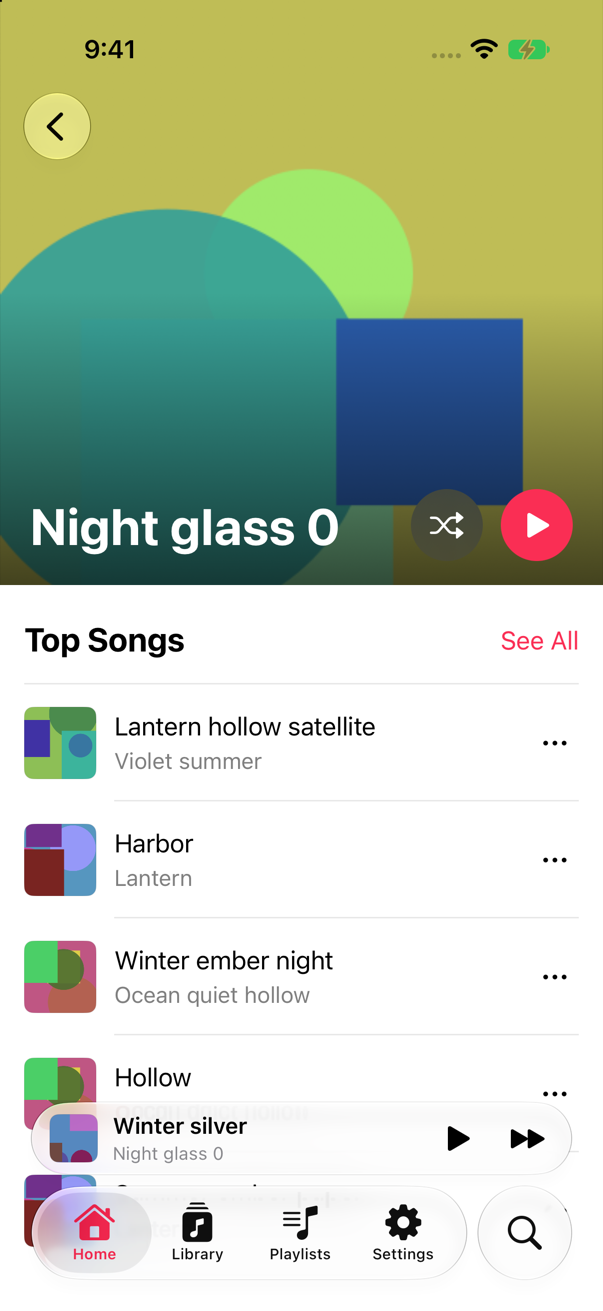 9:41
Night glass 0
Top Songs
See All
Lantern hollow satellite
Violet summer
Harbor
Lantern
Winter ember night
Ocean quiet hollow
Hollow
Winter silver
Night glass 0
Home
Library
Playlists
Settings